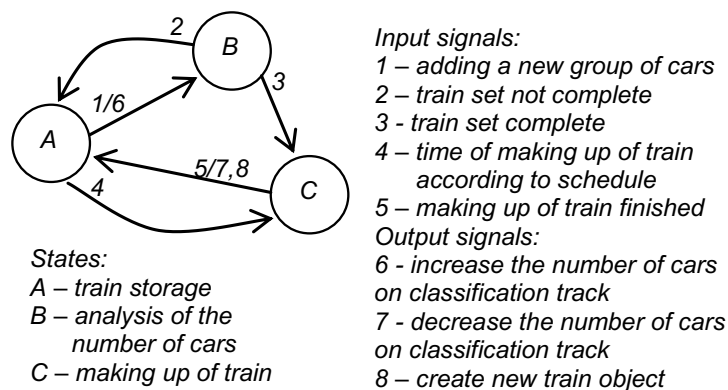 2
B
1/6
3
A
5/7,8
4
C
States:
A – train storage
B – analysis of the
number of cars
C – making up of train
Input signals:
1 – adding a new group of cars
2 – train set not complete
3 - train set complete
4 – time of making up of train
according to schedule
5 – making up of train finished
Output signals:
6 - increase the number of cars
on classification track
7 - decrease the number of cars
on classification track
8 – create new train object